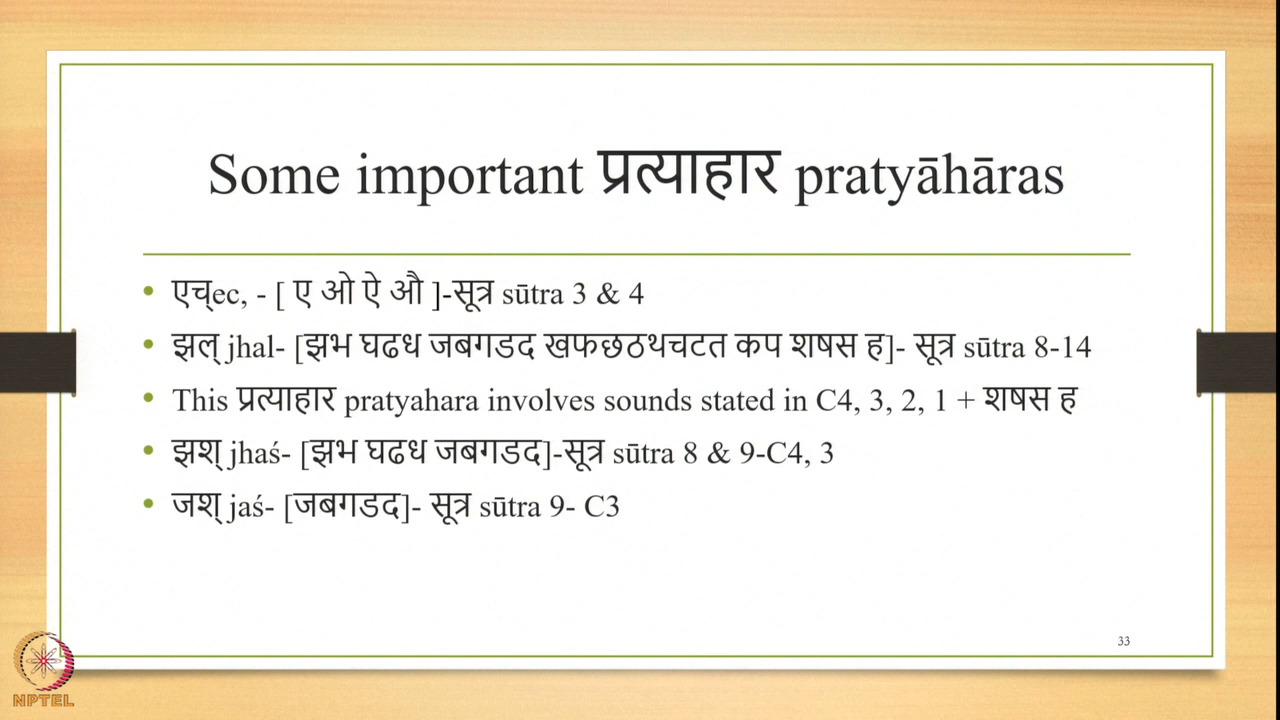 Some important प्रत्याहार pratyāhāras
• एच्ec, - [ ए ओ ऐ औ ]-सूत्र sūtra 3 & 4
• झल् jhal- [झभ घढध जबगडद खफछठथचटत कप शषस ह]- सूत्र sūtra 8-14
• This प्रत्याहार pratyahara involves sounds stated in C4, 3, 2, 1 + शषस ह
• झश् jhaś- [झभ घढध जबगडद]-सूत्र sūtra 8 & 9-C4, 3
• जश् jaś- [जबगडद]- सूत्र sūtra 9- C3
33
NPTEL